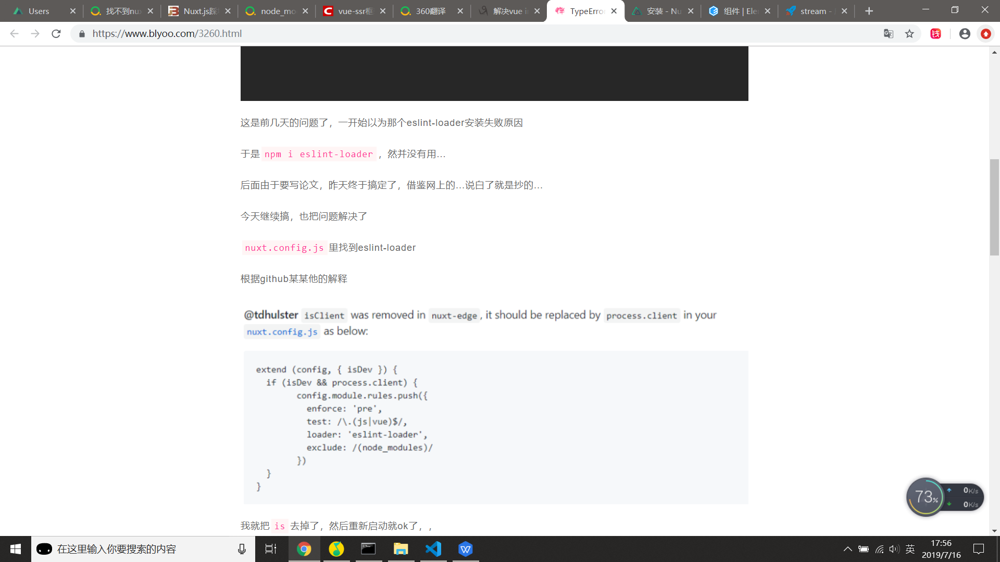 Users
找不到nux
Nuxt.js踩
node_mo
vue-ssr框
360翻译
解决vue i
TypeError
安装 - Nu
组件 | Ele
stream -
https://www.blyoo.com/3260.html
钱
这是前几天的问题了，一开始以为那个eslint-loader安装失败原因
于是 npm i eslint-loader ，然并没有用…
后面由于要写论文，昨天终于搞定了，借鉴网上的…说白了就是抄的…
今天继续搞，也把问题解决了
nuxt.config.js 里找到eslint-loader
根据github某某他的解释
@tdhulster isClient was removed in nuxt-edge, it should be replaced by process.client in your
nuxt.config.js as below:
extend (config, { isDev }) {
if (isDev && process.client) {
config.module.rules.push({
enforce: 'pre',
test: /\.(js|vue)$/,
loader: 'eslint-loader',
exclude: /(node_modules)/
})
}
}
73%
0K/s
0K/s
我就把 is 去掉了，然后重新启动就ok了，，
在这里输入你要搜索的内容
英
17:56
2019/7/16